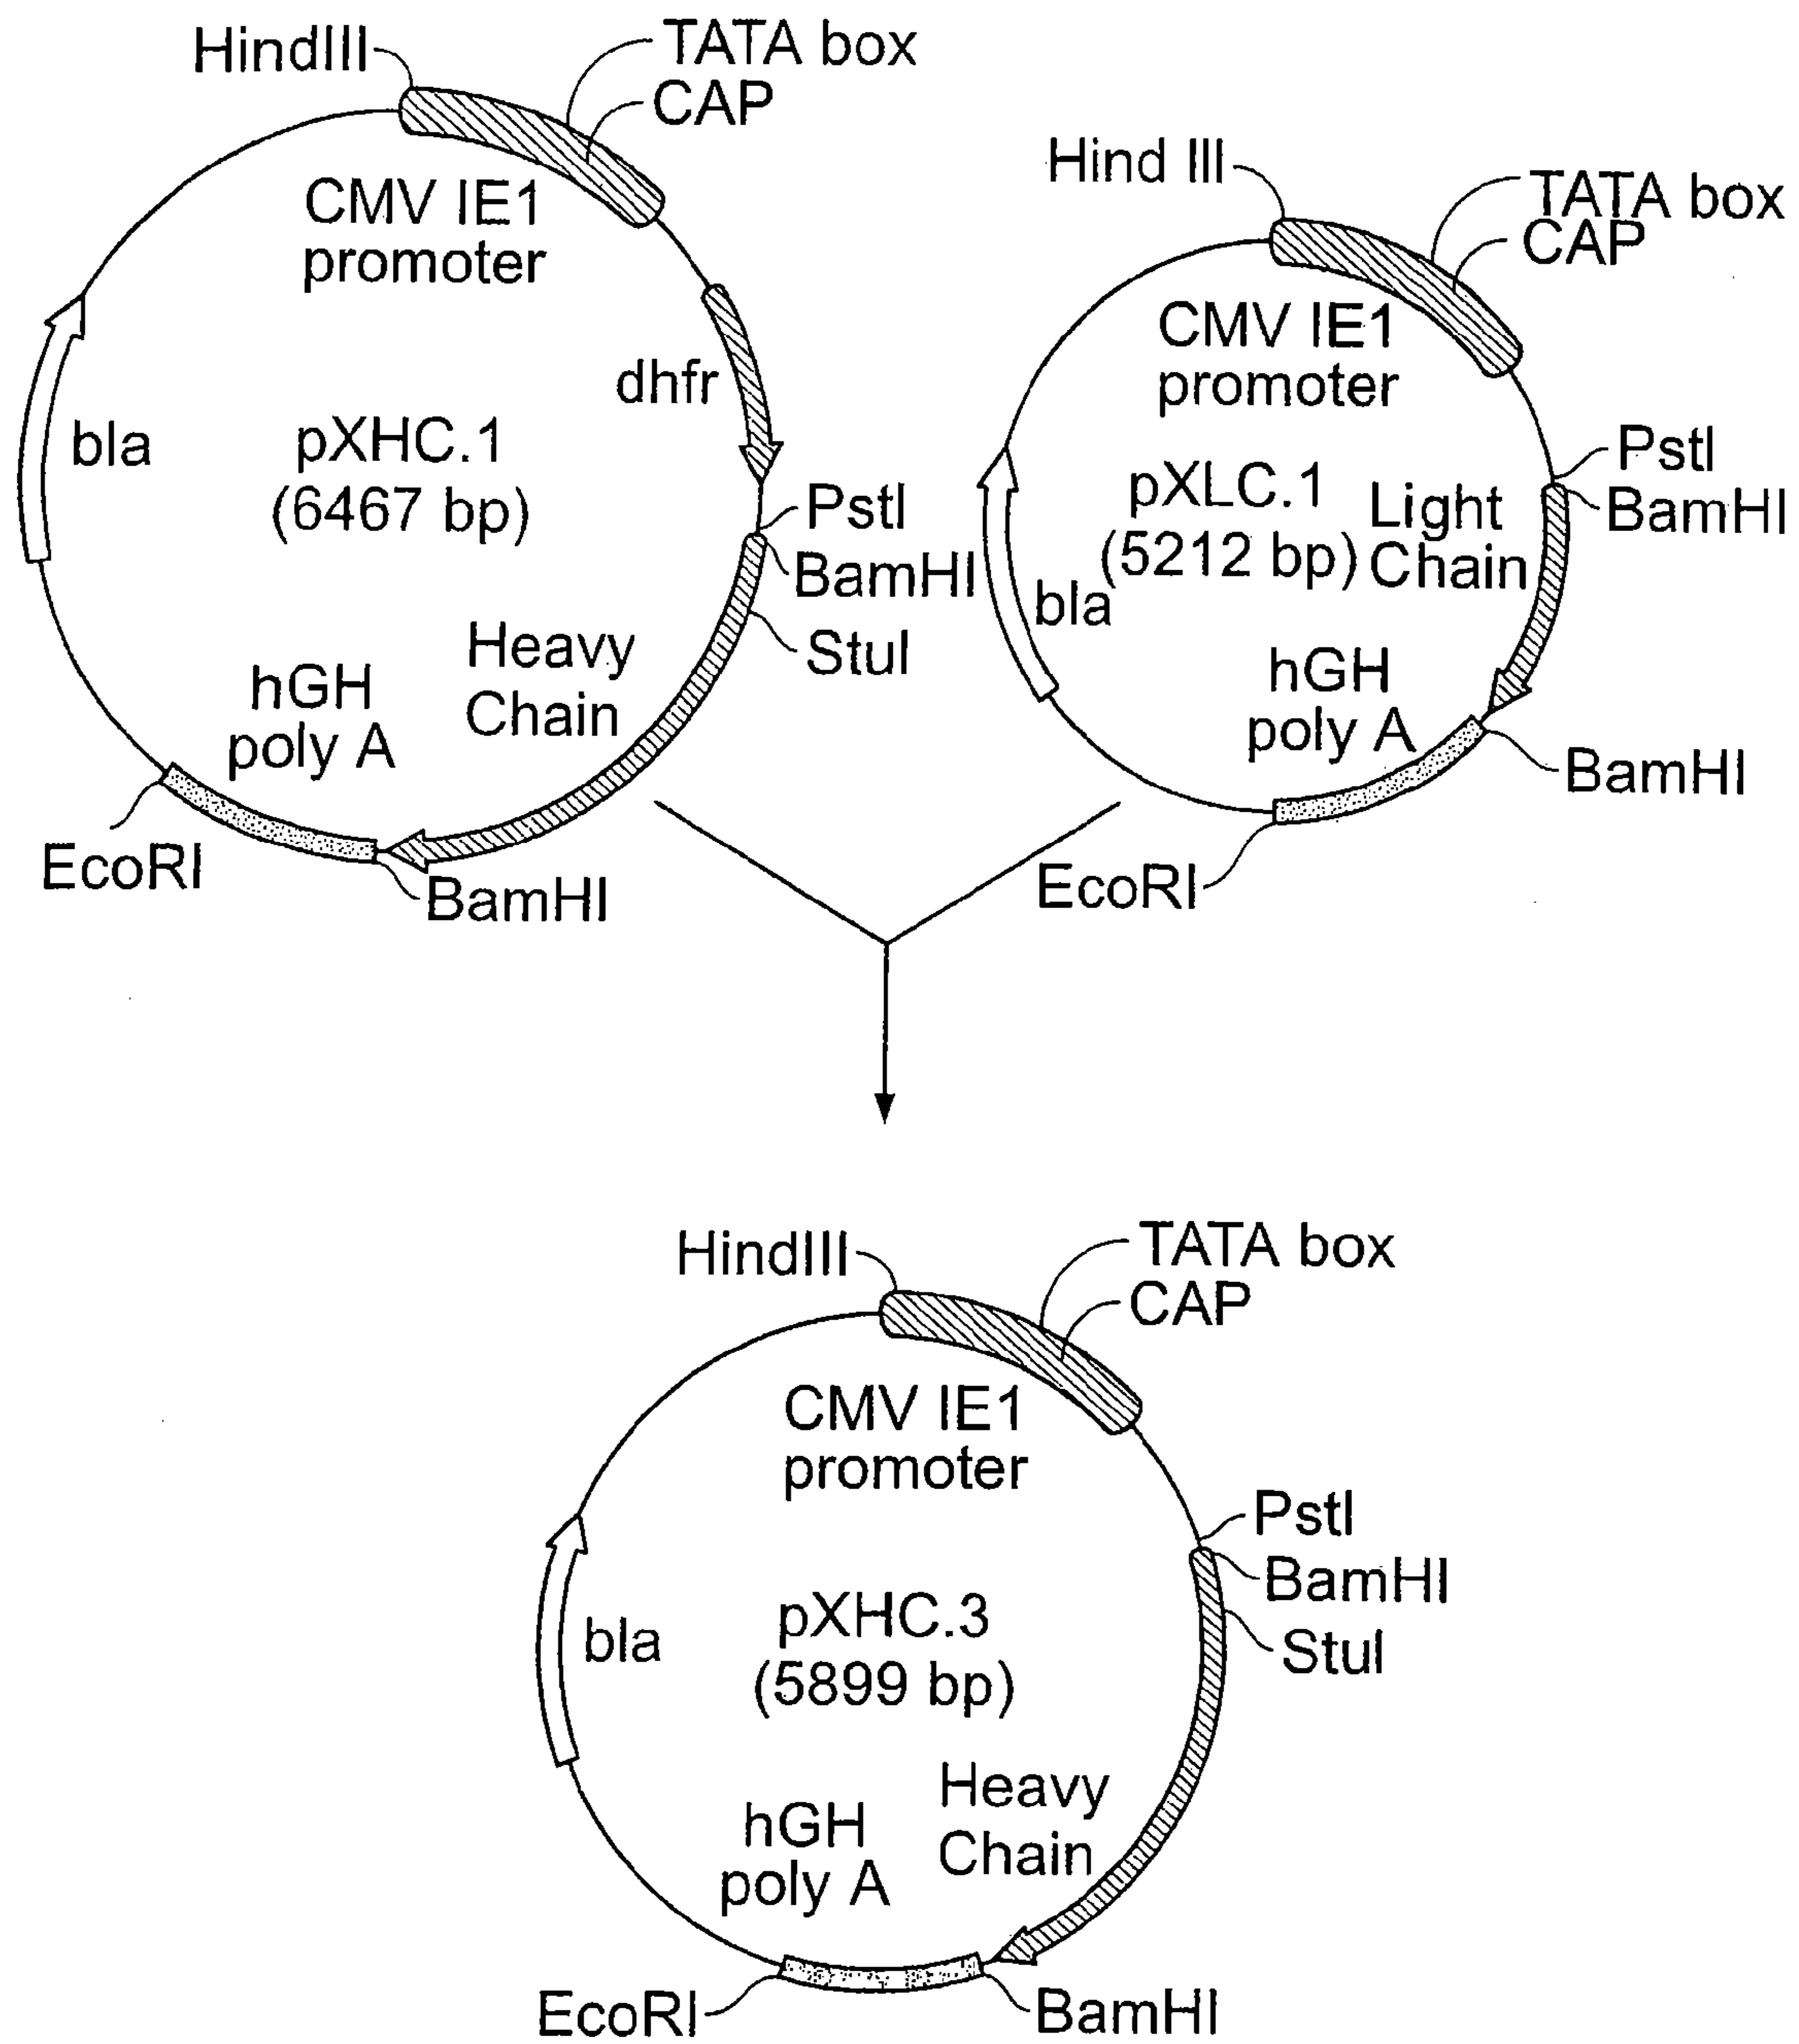 HindIII
TATA box
CAP
CMV IE1
promoter
dhfr
bla
pXHC.1
(6467 bp)
PstI
BamHI
StuI
Heavy
Chain
hGH
poly A
EcoRI
BamHI
Hind III
TATA box
CAP
CMV IE1
promoter
PstI
BamHI
pXLC.1
(5212 bp)
Light
Chain
bla
hGH
poly A
BamHI
EcoRI
HindIII
TATA box
CAP
CMV IE1
promoter
PstI
BamHI
StuI
bla
pXHC.3
(5899 bp)
Heavy
Chain
hGH
poly A
EcoRI
BamHI